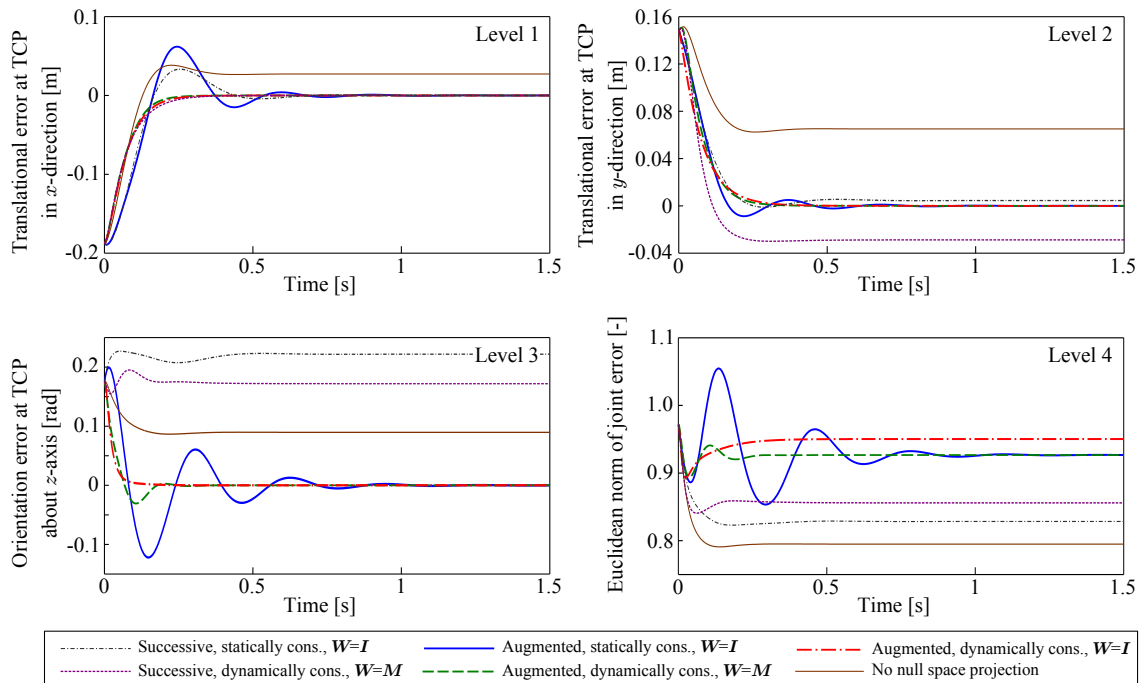 Translational error at TCP
in x-direction [m]
0.1
0
-0.1
-0.2
Level 1
0
0.5
1
1.5
Time [s]
Translational error at TCP
in y-direction [m]
0.16
0.12
0.08
0.04
0
-0.04
Level 2
0
0.5
1
1.5
Time [s]
Orientation error at TCP
about z-axis [rad]
0.2
0.1
0
-0.1
Level 3
0
0.5
1
1.5
Time [s]
Euclidean norm of joint error [-]
1.1
1.0
0.9
0.8
Level 4
0
0.5
1
1.5
Time [s]
Successive, statically cons., W=I
Successive, dynamically cons., W=M
Augmented, statically cons., W=I
Augmented, dynamically cons., W=M
Augmented, dynamically cons., W=I
No null space projection